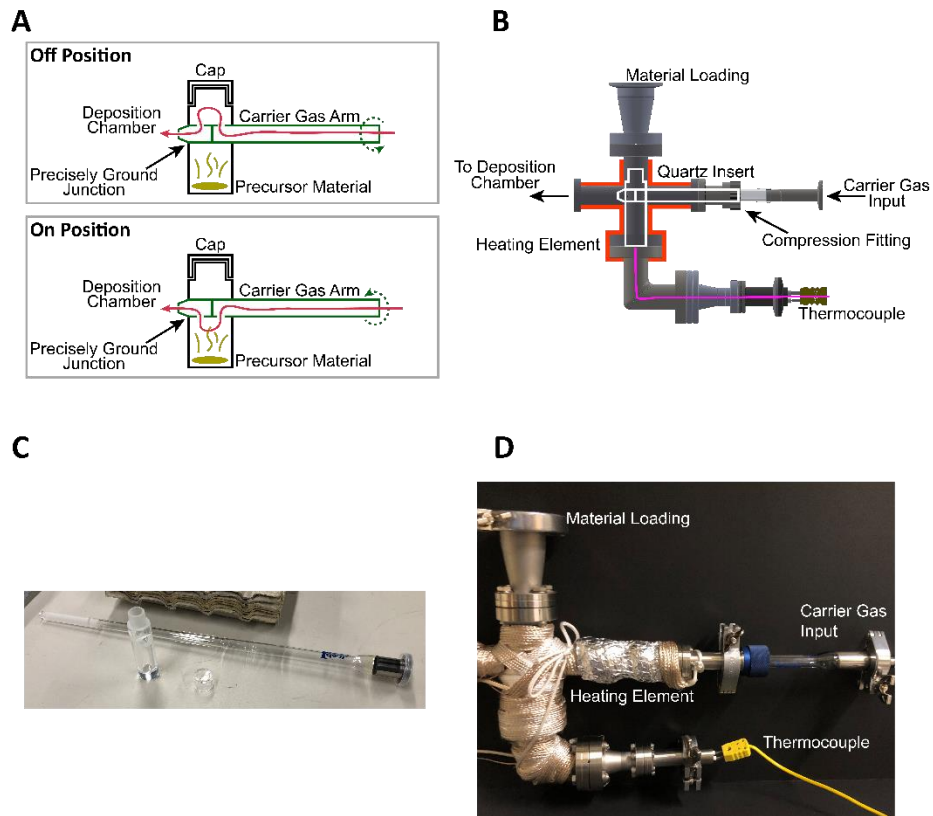 A
Off Position
Cap
Deposition
Chamber
Carrier Gas Arm
Precisely Ground
Junction
Precursor Material
On Position
Cap
Deposition
Chamber
Carrier Gas Arm
Precisely Ground
Junction
Precursor Material
B
Material Loading
To Deposition
Chamber
Quartz Insert
Carrier Gas
Input
Heating Element
Compression Fitting
Thermocouple
C
D
Material Loading
Carrier Gas
Input
Heating Element
Thermocouple